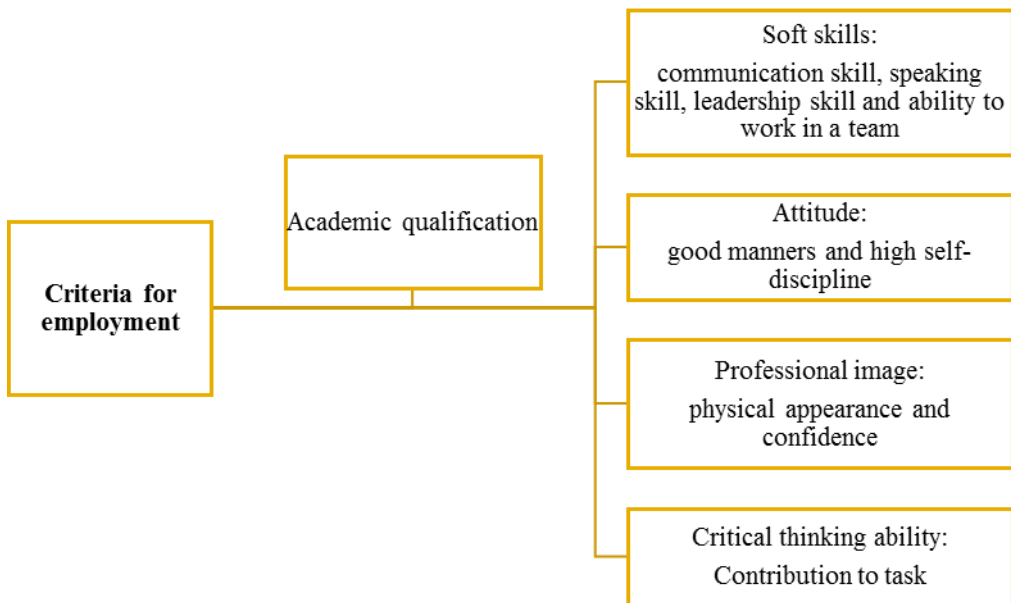 Criteria for
employment
Academic qualification
Soft skills:
communication skill, speaking
skill, leadership skill and ability to
work in a team
Attitude:
good manners and high self-
discipline
Professional image:
physical appearance and
confidence
Critical thinking ability:
Contribution to task